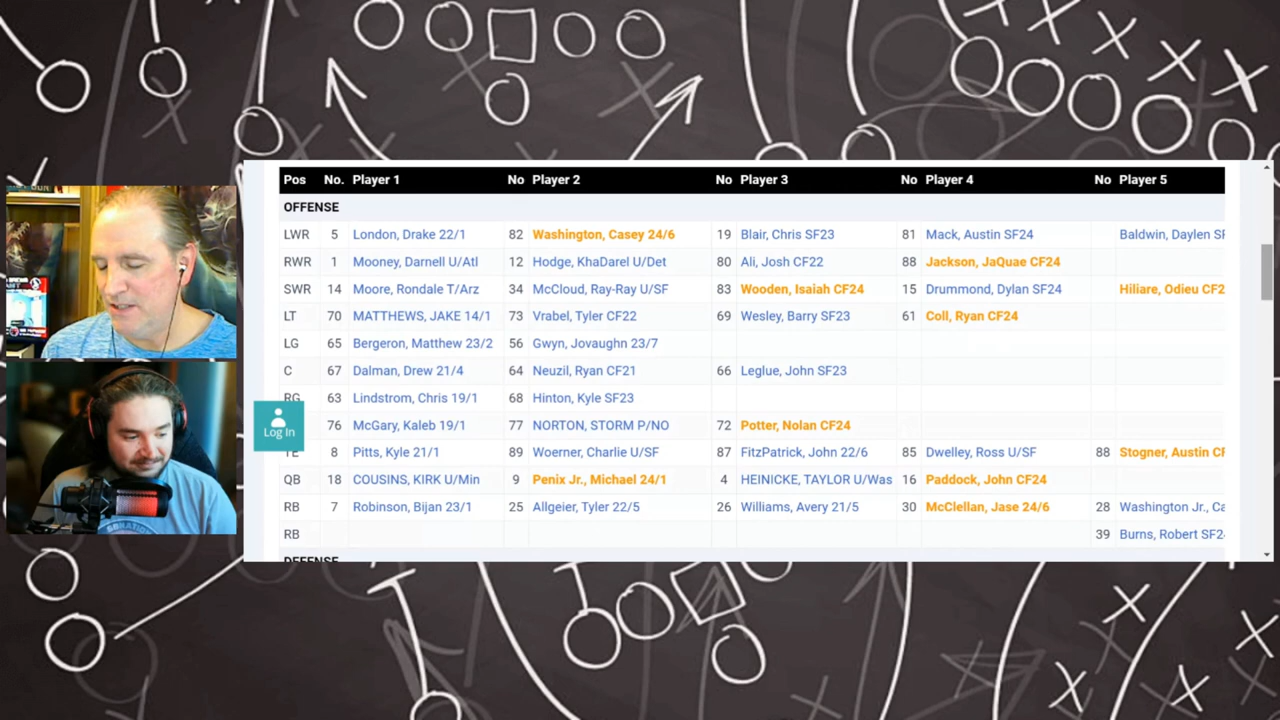 Pos No. Player 1 No Player 2 No Player 3 No Player 4 No Player 5
OFFENSE
LWR 5 London, Drake 22/1 82 Washington, Casey 24/6 19 Blair, Chris SF23 81 Mack, Austin SF24 Baldwin, Daylen SF
RWR 1 Mooney, Darnell U/Atl 12 Hodge, KhaDarel U/Det 80 Ali, Josh CF22 88 Jackson, JaQuae CF24
SWR 14 Moore, Rondale T/Arz 34 McCloud, Ray-Ray U/SF 83 Wooden, Isaiah CF24 15 Drummond, Dylan SF24 Hiliare, Odieu CF2
LT 70 MATTHEWS, JAKE 14/1 73 Vrabel, Tyler CF22 69 Wesley, Barry SF23 61 Coll, Ryan CF24
LG 65 Bergeron, Matthew 23/2 56 Gwyn, Jovaughn 23/7
C 67 Dalman, Drew 21/4 64 Neuzil, Ryan CF21 66 Leglue, John SF23
RG 63 Lindstrom, Chris 19/1 68 Hinton, Kyle SF23
76 McGary, Kaleb 19/1 77 NORTON, STORM P/NO 72 Potter, Nolan CF24
TE 8 Pitts, Kyle 21/1 89 Woerner, Charlie U/SF 87 FitzPatrick, John 22/6 85 Dwelley, Ross U/SF 88 Stogner, Austin CF
QB 18 COUSINS, KIRK U/Min 9 Penix Jr., Michael 24/1 4 HEINICKE, TAYLOR U/Was 16 Paddock, John CF24
RB 7 Robinson, Bijan 23/1 25 Allgeier, Tyler 22/5 26 Williams, Avery 21/5 30 McClellan, Jase 24/6 28 Washington Jr., Ca
RB 39 Burns, Robert SF2
DEFENSE
Log In